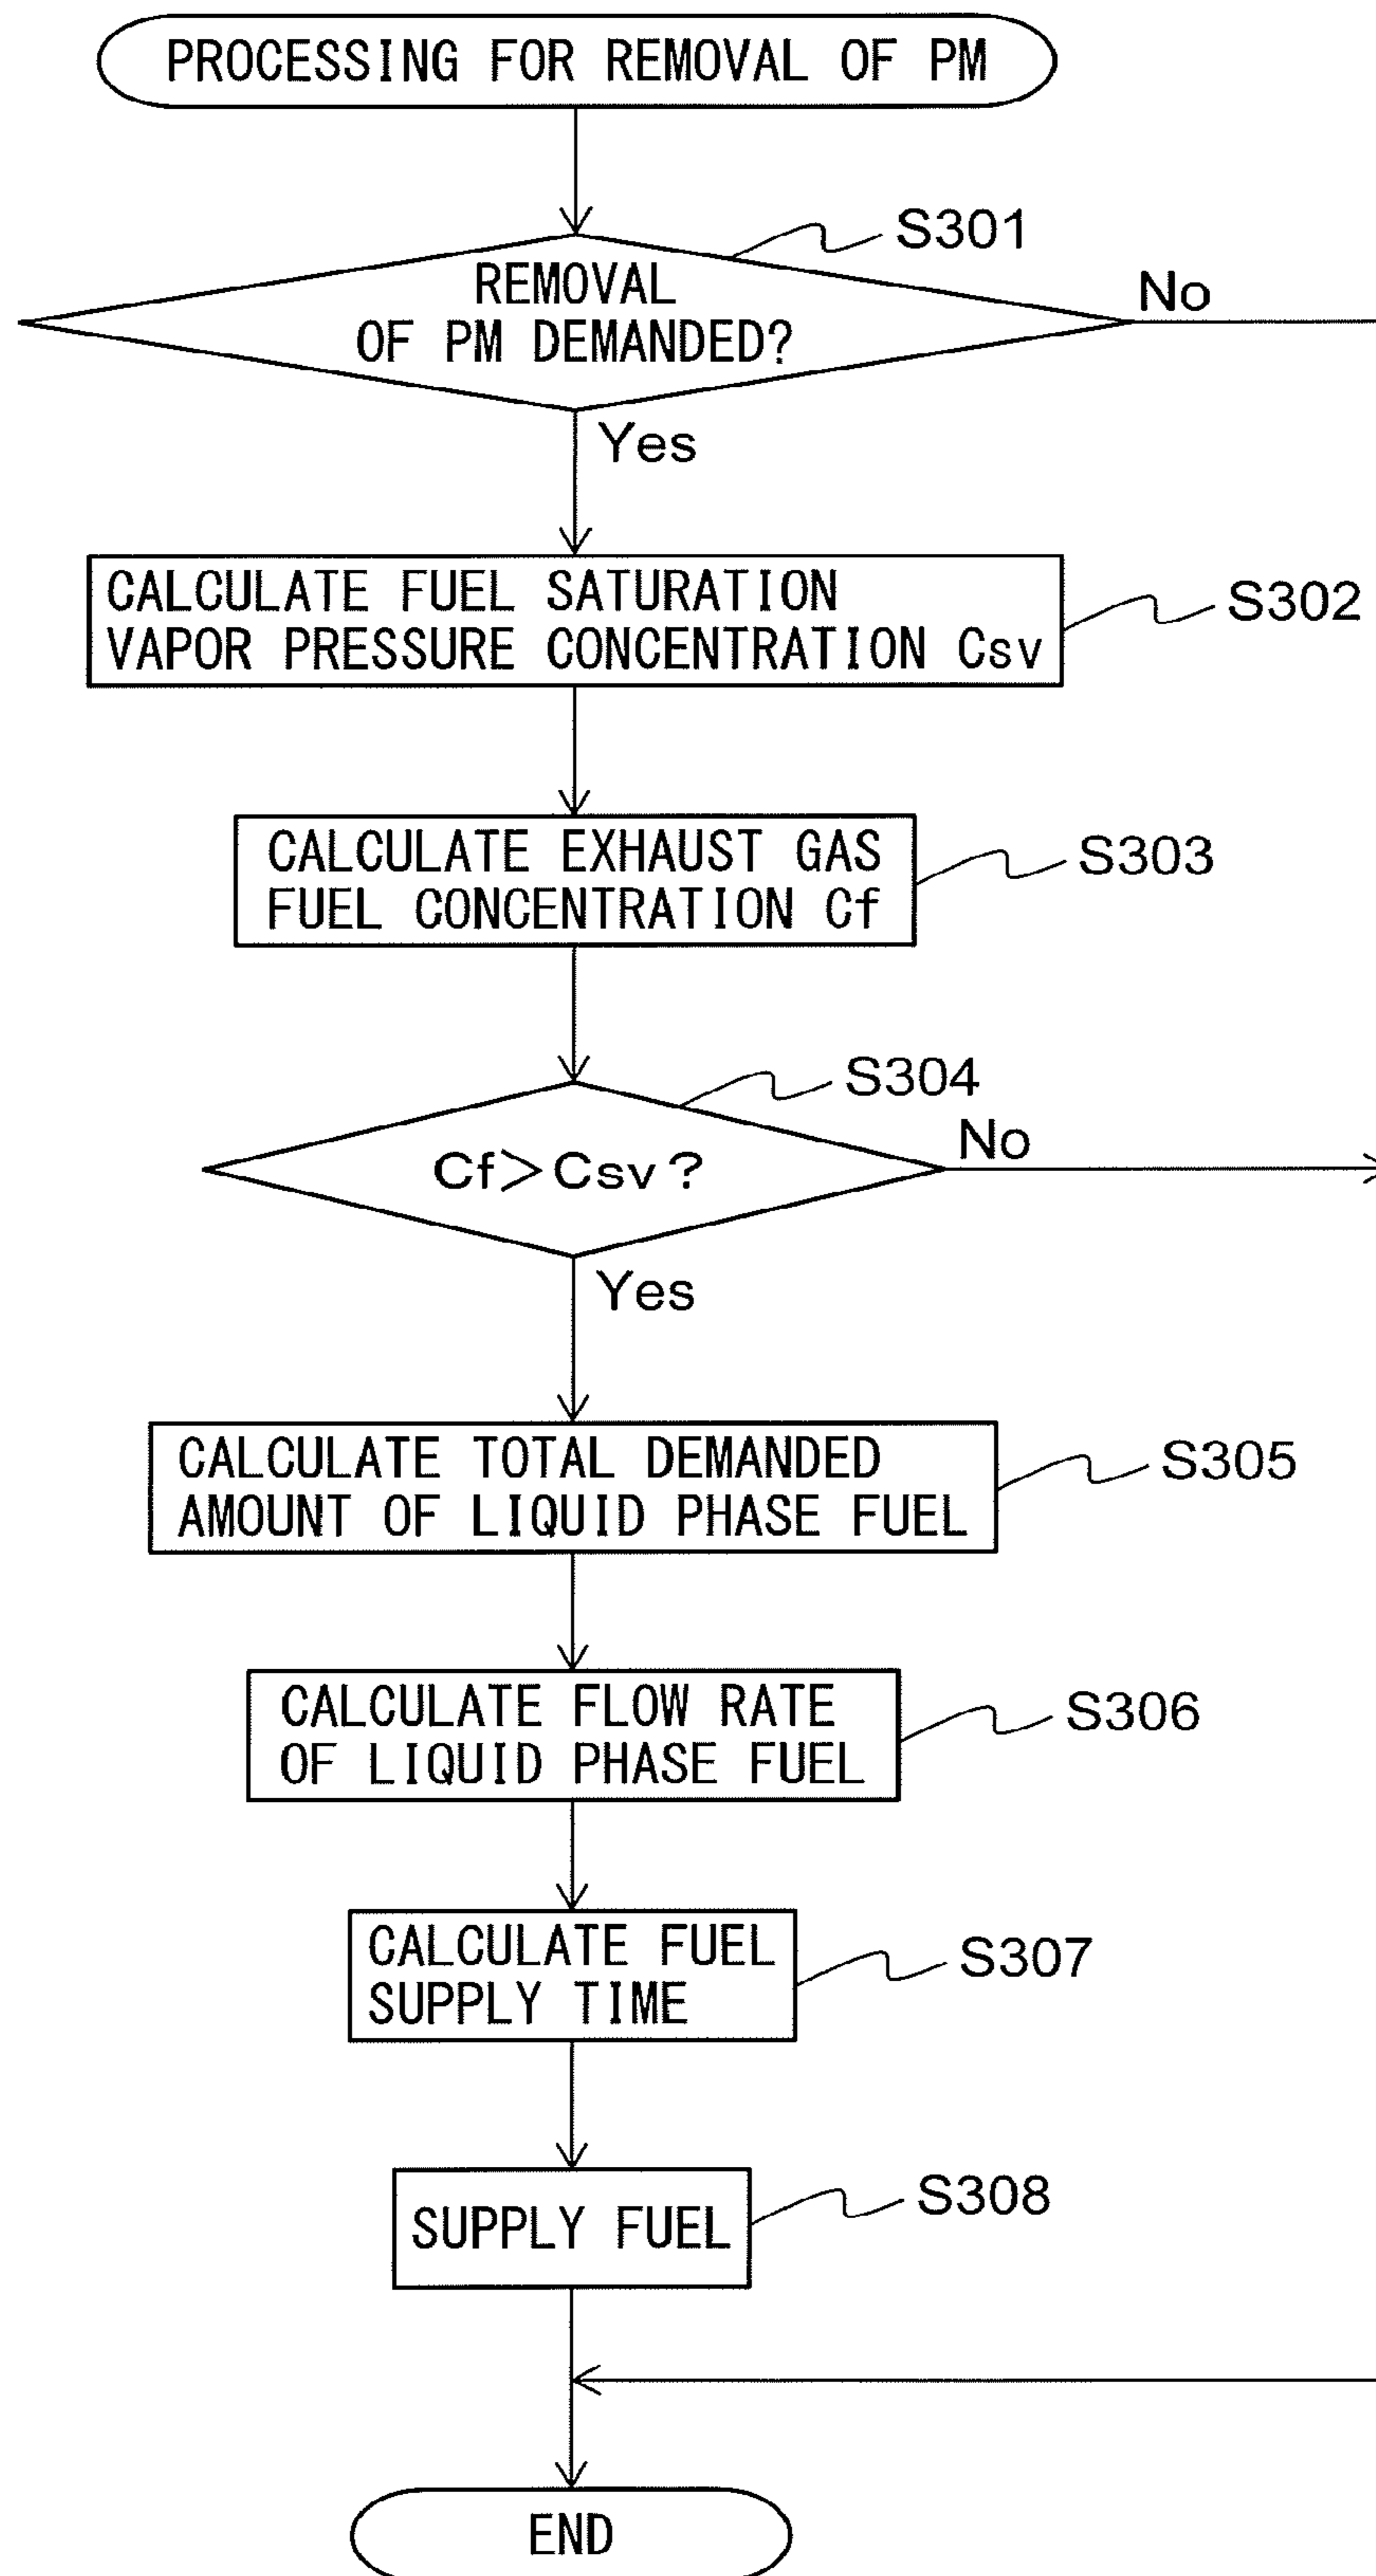 PROCESSING FOR REMOVAL OF PM
S301
REMOVAL
OF PM DEMANDED?
No
Yes
CALCULATE FUEL SATURATION
VAPOR PRESSURE CONCENTRATION Csv
S302
CALCULATE EXHAUST GAS
FUEL CONCENTRATION Cf
S303
S304
Cf>Csv?
No
Yes
CALCULATE TOTAL DEMANDED
AMOUNT OF LIQUID PHASE FUEL
S305
CALCULATE FLOW RATE
OF LIQUID PHASE FUEL
S306
CALCULATE FUEL
SUPPLY TIME
S307
SUPPLY FUEL
S308
END